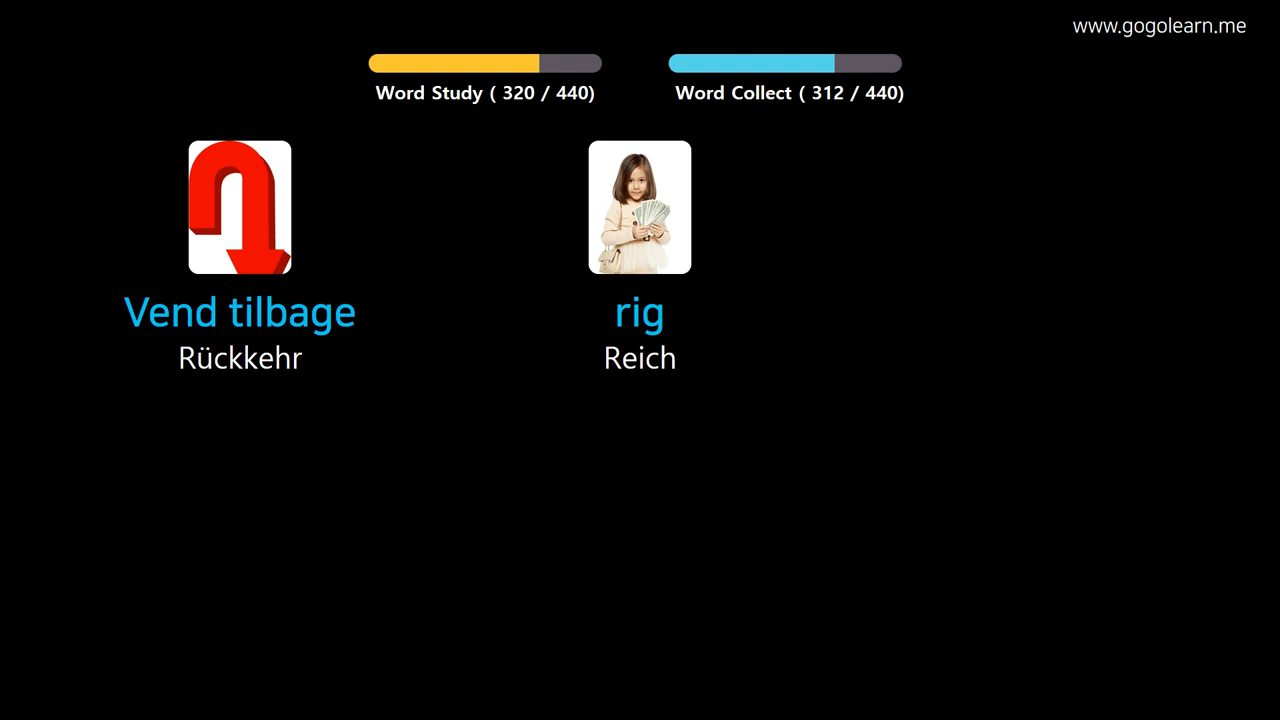 www.gogolearn.me
Word Study ( 320 / 440)
Word Collect ( 312 / 440)
Vend tilbage
Rückkehr
rig
Reich